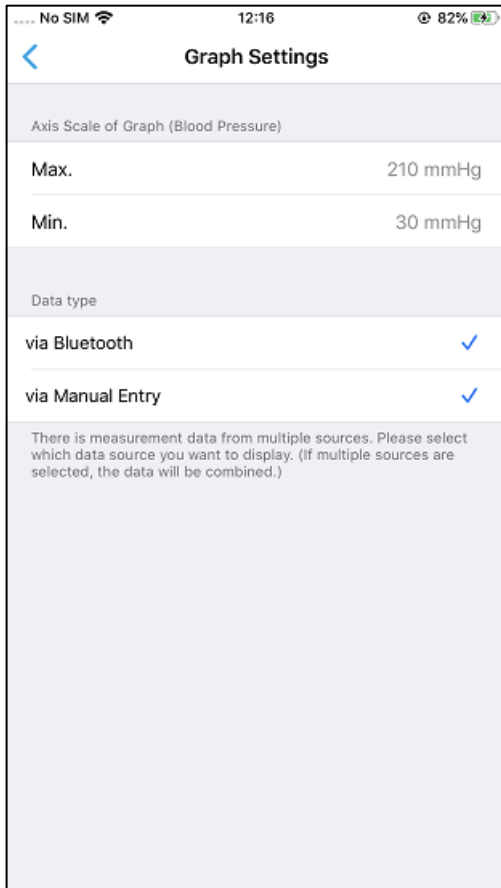 No SIM 12:16 82%
Graph Settings
Axis Scale of Graph (Blood Pressure)
Max. 210 mmHg
Min. 30 mmHg
Data type
via Bluetooth
via Manual Entry
There is measurement data from multiple sources. Please select
which data source you want to display. (If multiple sources are
selected, the data will be combined.)